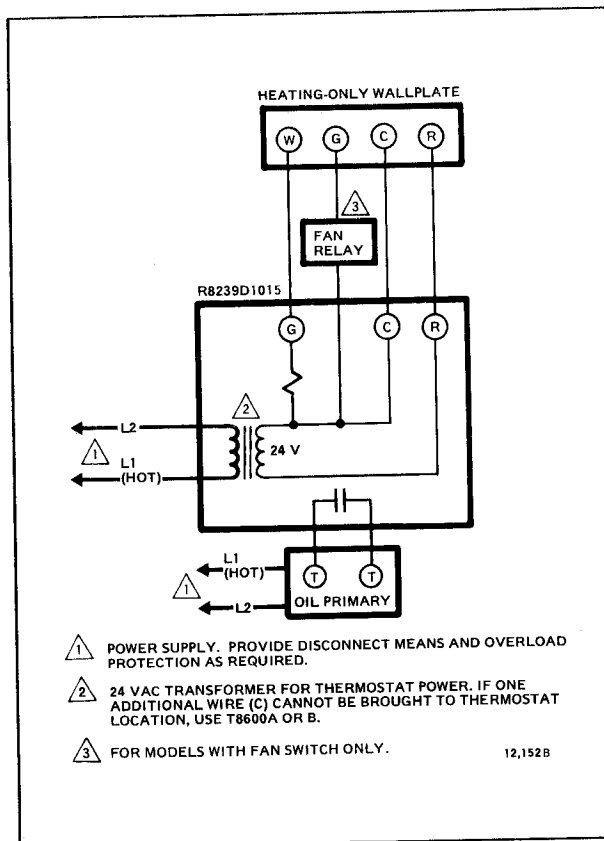 HEATING-ONLY WALLPLATE
W G C R
3
FAN
RELAY
R8239D1015
G C R
2
L2
24 V
1
L1
(HOT)
L1
(HOT)
T T
1
L2
OIL PRIMARY
1 POWER SUPPLY. PROVIDE DISCONNECT MEANS AND OVERLOAD
PROTECTION AS REQUIRED.
2 24 VAC TRANSFORMER FOR THERMOSTAT POWER. IF ONE
ADDITIONAL WIRE (C) CANNOT BE BROUGHT TO THERMOSTAT
LOCATION, USE T8600A OR B.
3 FOR MODELS WITH FAN SWITCH ONLY.
12,152B